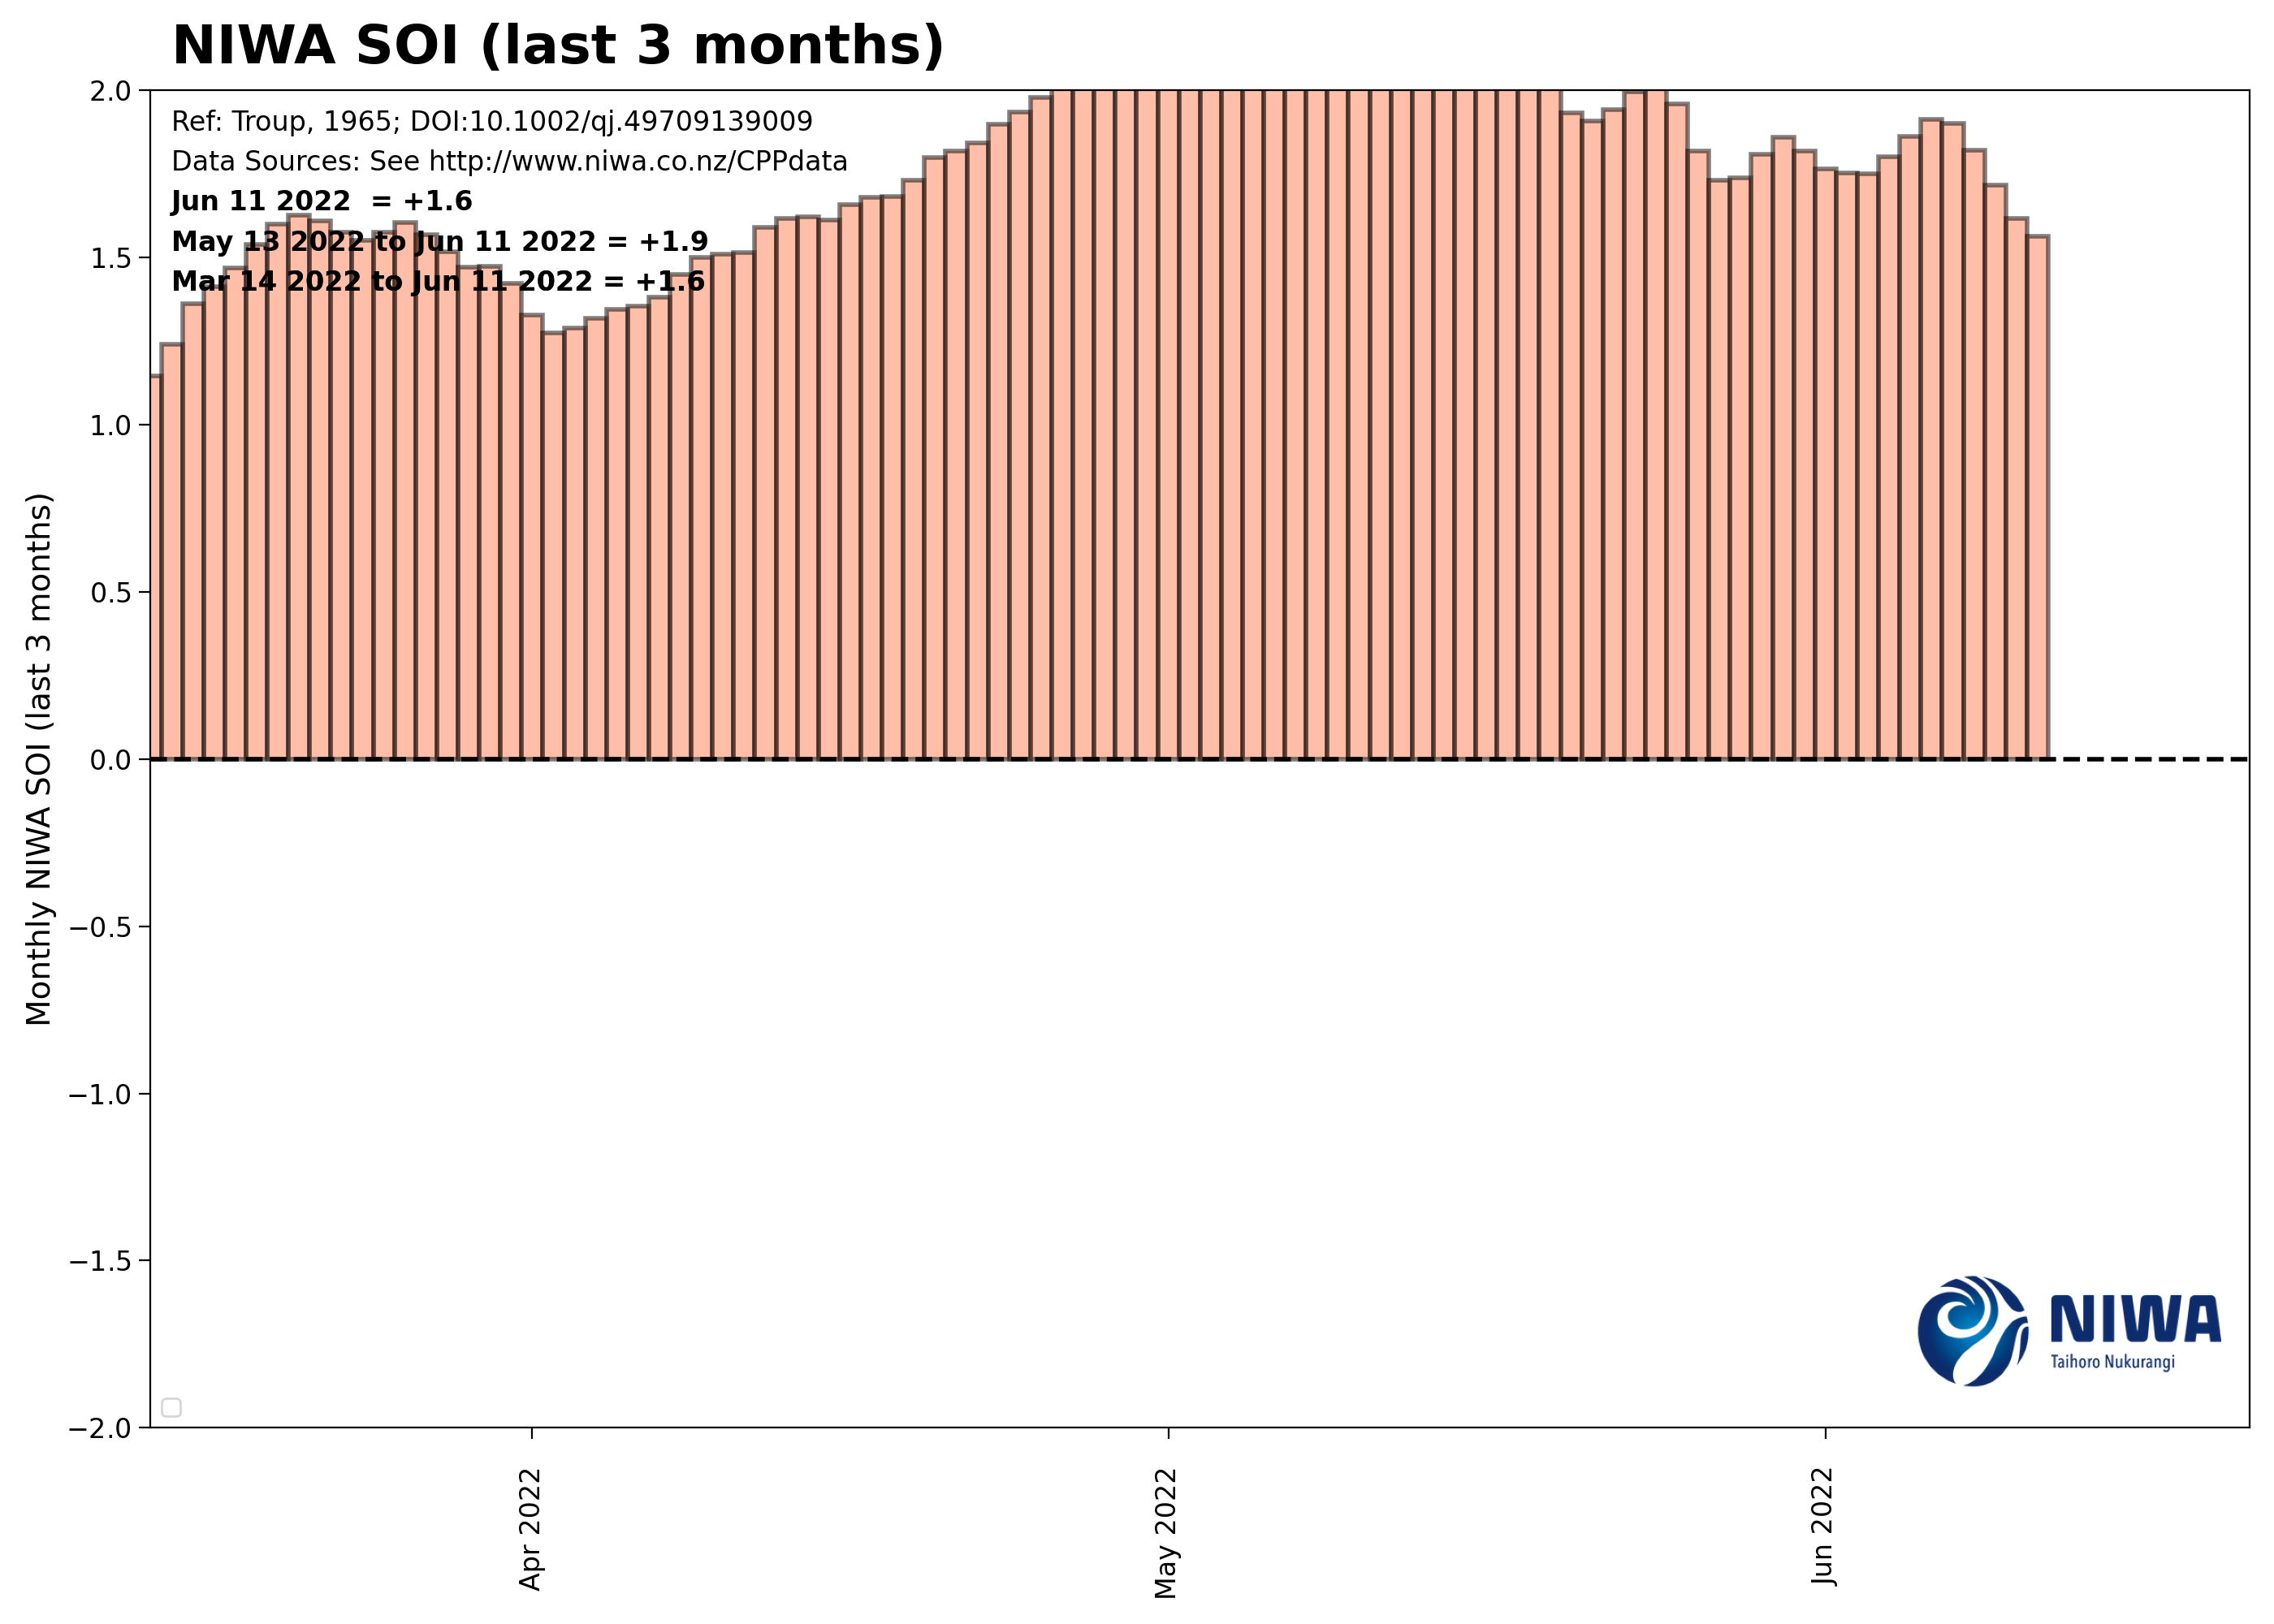 NIWA SOI (last 3 months)
Ref: Troup, 1965; DOI:10.1002/qj.49709139009
Data Sources: See http://www.niwa.co.nz/CPPdata
Jun 11 2022  = +1.6
May 13 2022 to Jun 11 2022 = +1.9
Mar 14 2022 to Jun 11 2022 = +1.6
Monthly NIWA SOI (last 3 months)
2.0
1.5
1.0
0.5
0.0
−0.5
−1.0
−1.5
−2.0
NIWA
Taihoro Nukurangi
Apr 2022
May 2022
Jun 2022